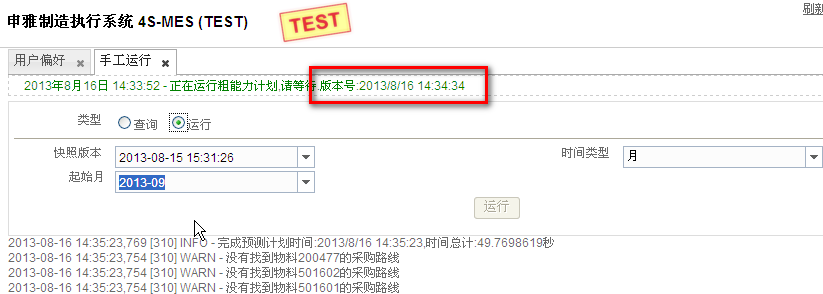 刷新
申雅制造执行系统 4S-MES (TEST)
TEST
用户偏好 手工运行
2013年8月16日 14:33:52 - 正在运行粗能力计划,请等待.版本号:2013/8/16 14:34:34
类型 查询 运行
快照版本 2013-08-15 15:31:26 时间类型 月
起始月 2013-09
运行
2013-08-16 14:35:23,769 [310] INFO - 完成预测计划时间:2013/8/16 14:35:23,时间总计:49.7698619秒
2013-08-16 14:35:23,754 [310] WARN - 没有找到物料200477的采购路线
2013-08-16 14:35:23,754 [310] WARN - 没有找到物料501602的采购路线
2013-08-16 14:35:23,754 [310] WARN - 没有找到物料501601的采购路线